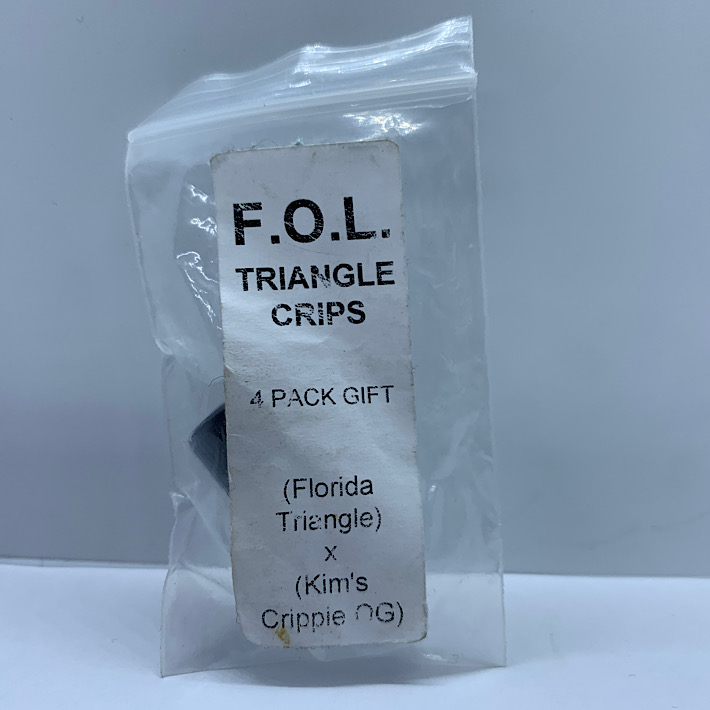 F.O.L.
TRIANGLE
CRIPS
4 PACK GIFT
(Florida
Triangle)
x
(Kim's
Crippie OG)